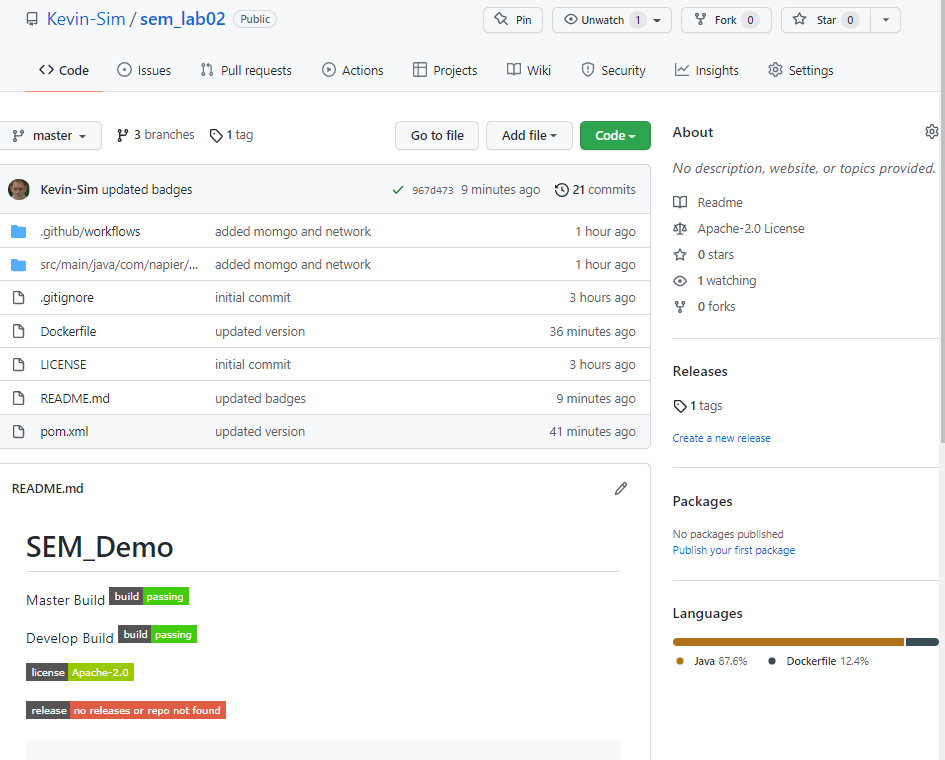 Kevin-Sim / sem_lab02 Public Pin Unwatch 1 Fork 0 Star 0
Code Issues Pull requests Actions Projects Wiki Security Insights Settings
master 3 branches 1 tag Go to file Add file Code
Kevin-Sim updated badges 967d473 9 minutes ago 21 commits
.github/workflows added momgo and network 1 hour ago
src/main/java/com/napier/... added momgo and network 1 hour ago
.gitignore initial commit 3 hours ago
Dockerfile updated version 36 minutes ago
LICENSE initial commit 3 hours ago
README.md updated badges 9 minutes ago
pom.xml updated version 41 minutes ago
README.md
SEM_Demo
Master Build build passing
Develop Build build passing
license Apache-2.0
release no releases or repo not found
About
No description, website, or topics provided.
Readme
Apache-2.0 License
0 stars
1 watching
0 forks
Releases
1 tags
Create a new release
Packages
No packages published
Publish your first package
Languages
Java 87.6% Dockerfile 12.4%